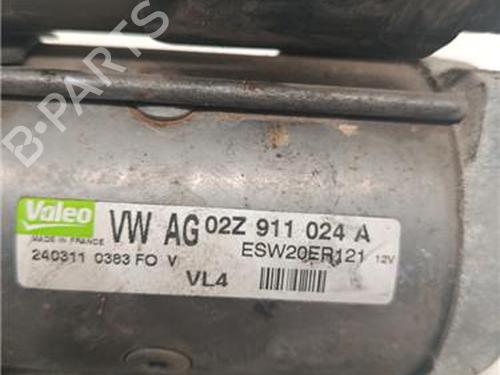 B-PARTS
Valeo VW AG 02Z 911 024 A
MADE IN FRANCE ESW20ER121 12V
240311 0383 FO V
VL4